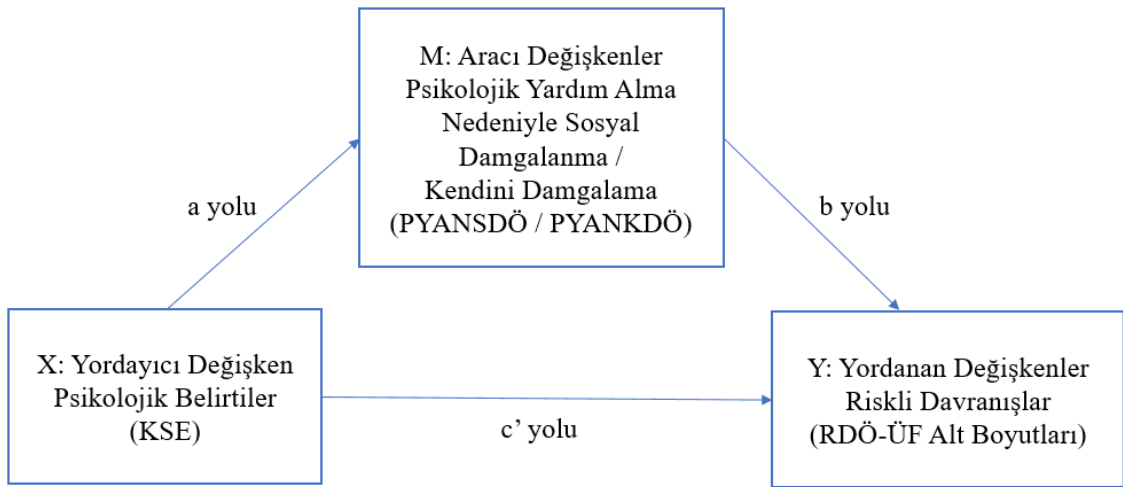 M: Aracı Değişkenler
Psikolojik Yardım Alma
Nedeniyle Sosyal
Damgalanma /
Kendini Damgalama
(PYANSDÖ / PYANKDÖ)
a yolu
b yolu
X: Yordayıcı Değişken
Psikolojik Belirtiler
(KSE)
c’ yolu
Y: Yordanan Değişkenler
Riskli Davranışlar
(RDÖ-ÜF Alt Boyutları)